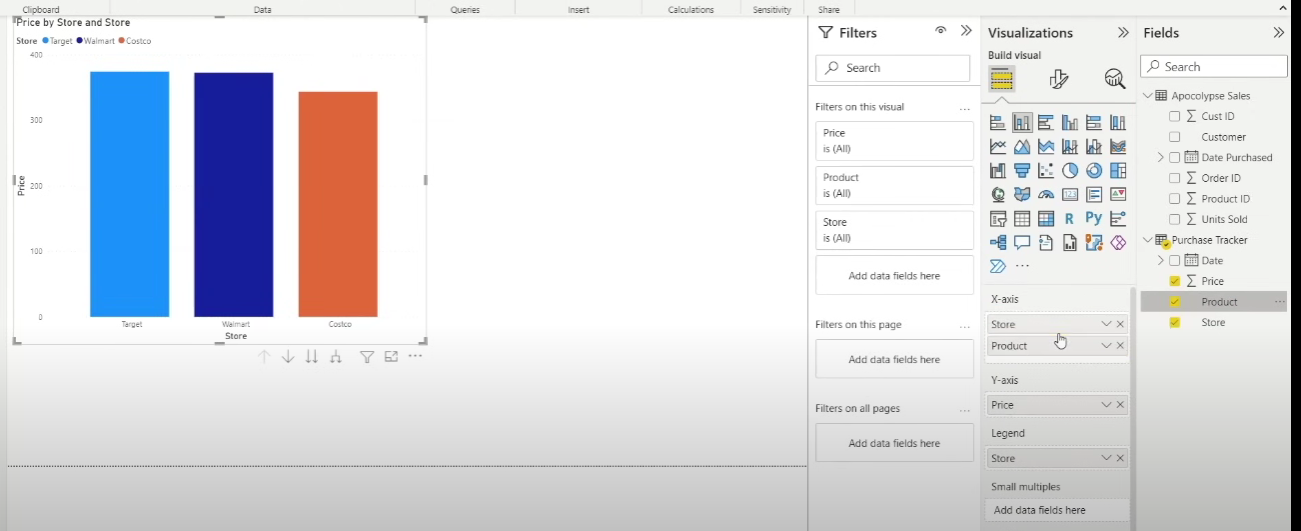 Clipboard
Data
Queries
Insert
Calculations
Sensitivity
Share
Price by Store and Store
Store Target Walmart Costco
400
300
200
100
0
Price
Target
Walmart
Costco
Store
Filters
Search
Filters on this visual
...
Price
is (All)
Product
is (All)
Store
is (All)
Add data fields here
Filters on this page
...
Add data fields here
Filters on all pages
...
Add data fields here
Visualizations
Build visual
123
R
Py
...
X-axis
Store
Product
Y-axis
Price
Legend
Store
Small multiples
Add data fields here
Fields
Search
Apocolypse Sales
Σ Cust ID
Customer
Date Purchased
Σ Order ID
Σ Product ID
Σ Units Sold
Purchase Tracker
Date
Σ Price
Product
...
Store